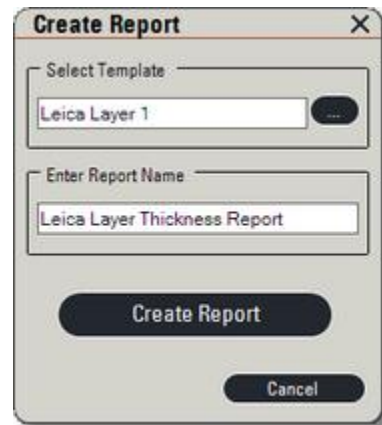 Create Report
Select Template
Leica Layer 1
...
Enter Report Name
Leica Layer Thickness Report
Create Report
Cancel